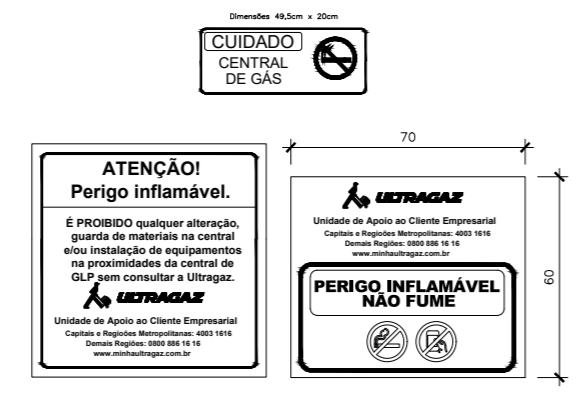 Dimensões 49,5cm x 20cm
CUIDADO
CENTRAL
DE GÁS
ATENÇÃO!
Perigo inflamável.
É PROIBIDO qualquer alteração,
guarda de materiais na central
e/ou instalação de equipamentos
na proximidades da central de
GLP sem consultar a Ultragaz.
ULTRAGAZ
Unidade de Apoio ao Cliente Empresarial
Capitais e Regioões Metropolitanas: 4003 1616
Demais Regiões: 0800 886 16 16
www.minhaultragaz.com.br
70
ULTRAGAZ
Unidade de Apoio ao Cliente Empresarial
Capitais e Regioões Metropolitanas: 4003 1616
Demais Regiões: 0800 886 16 16
www.minhaultragaz.com.br
PERIGO INFLAMÁVEL
NÃO FUME
60